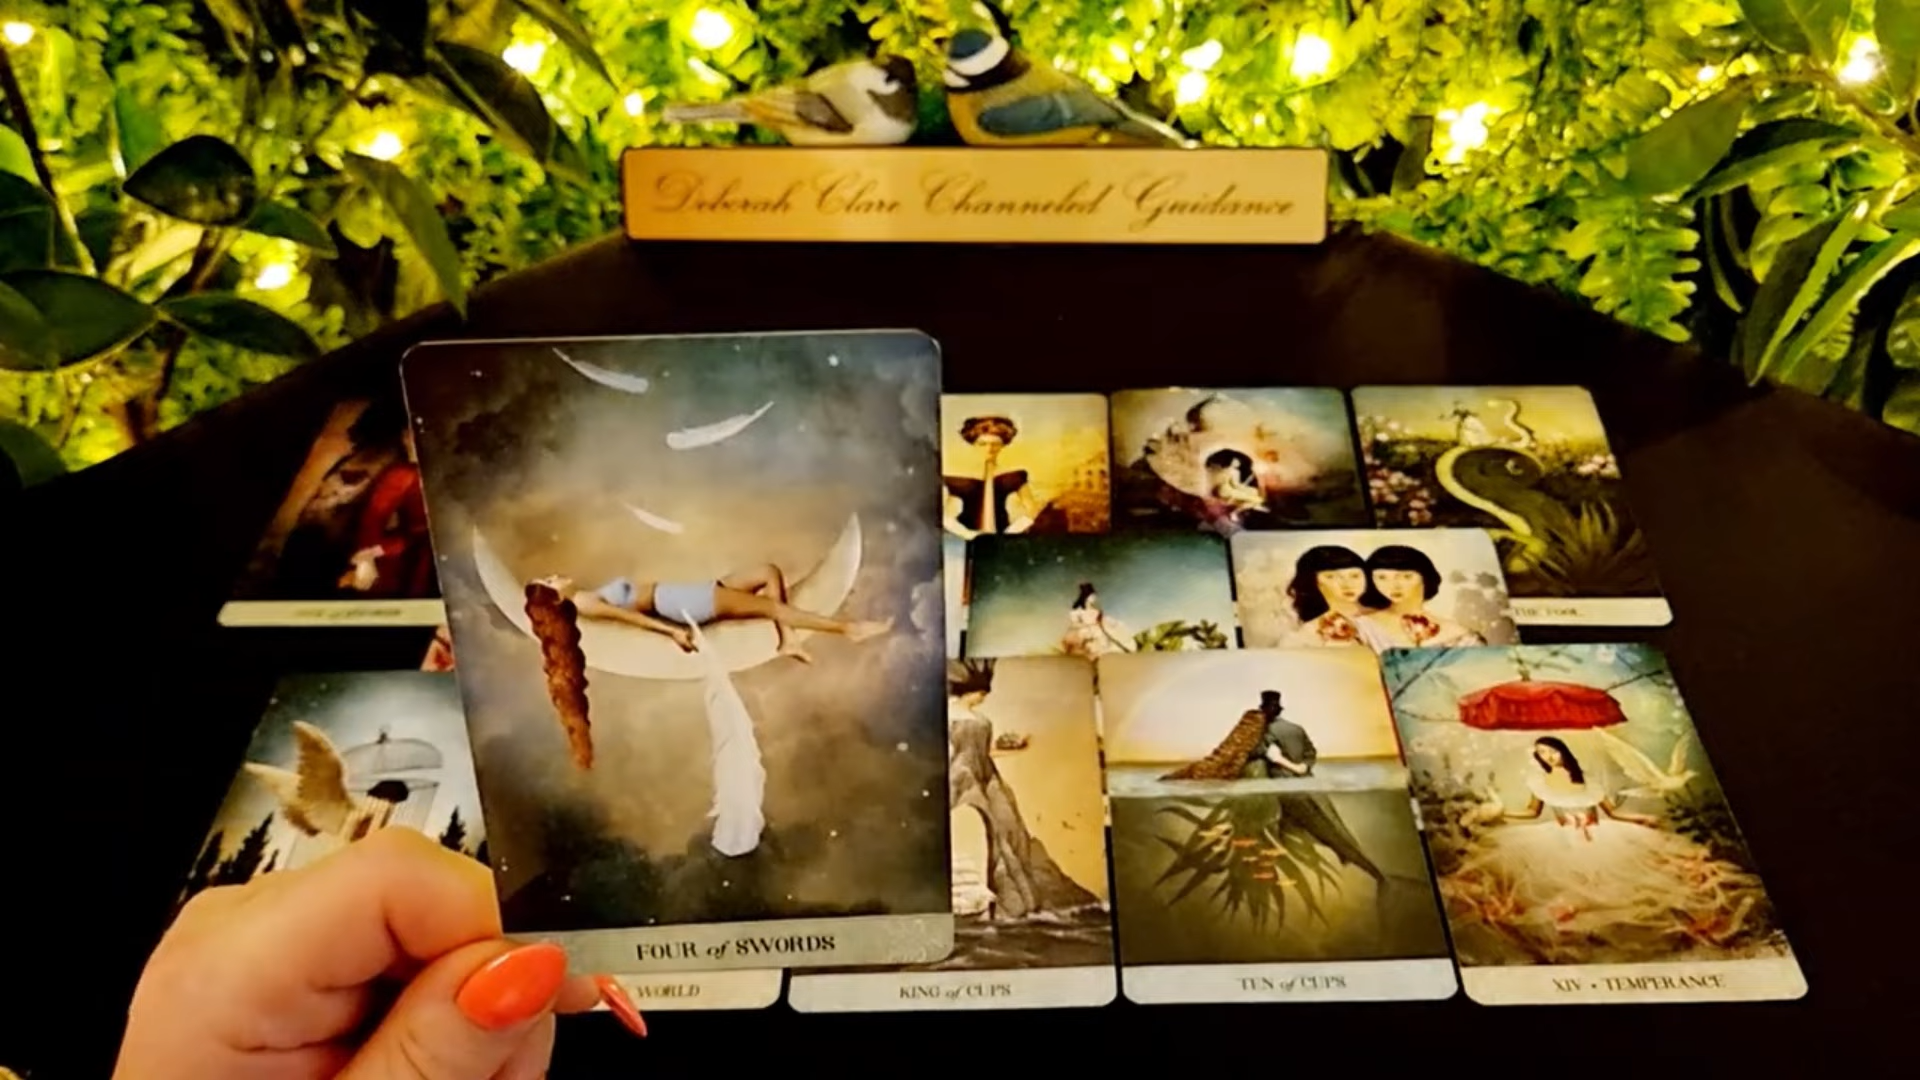 Deborah Clare Channeled Guidance
THE FOOL
FOUR of SWORDS
WORLD
KING of CUPS
TEN of CUPS
XIV • TEMPERANCE